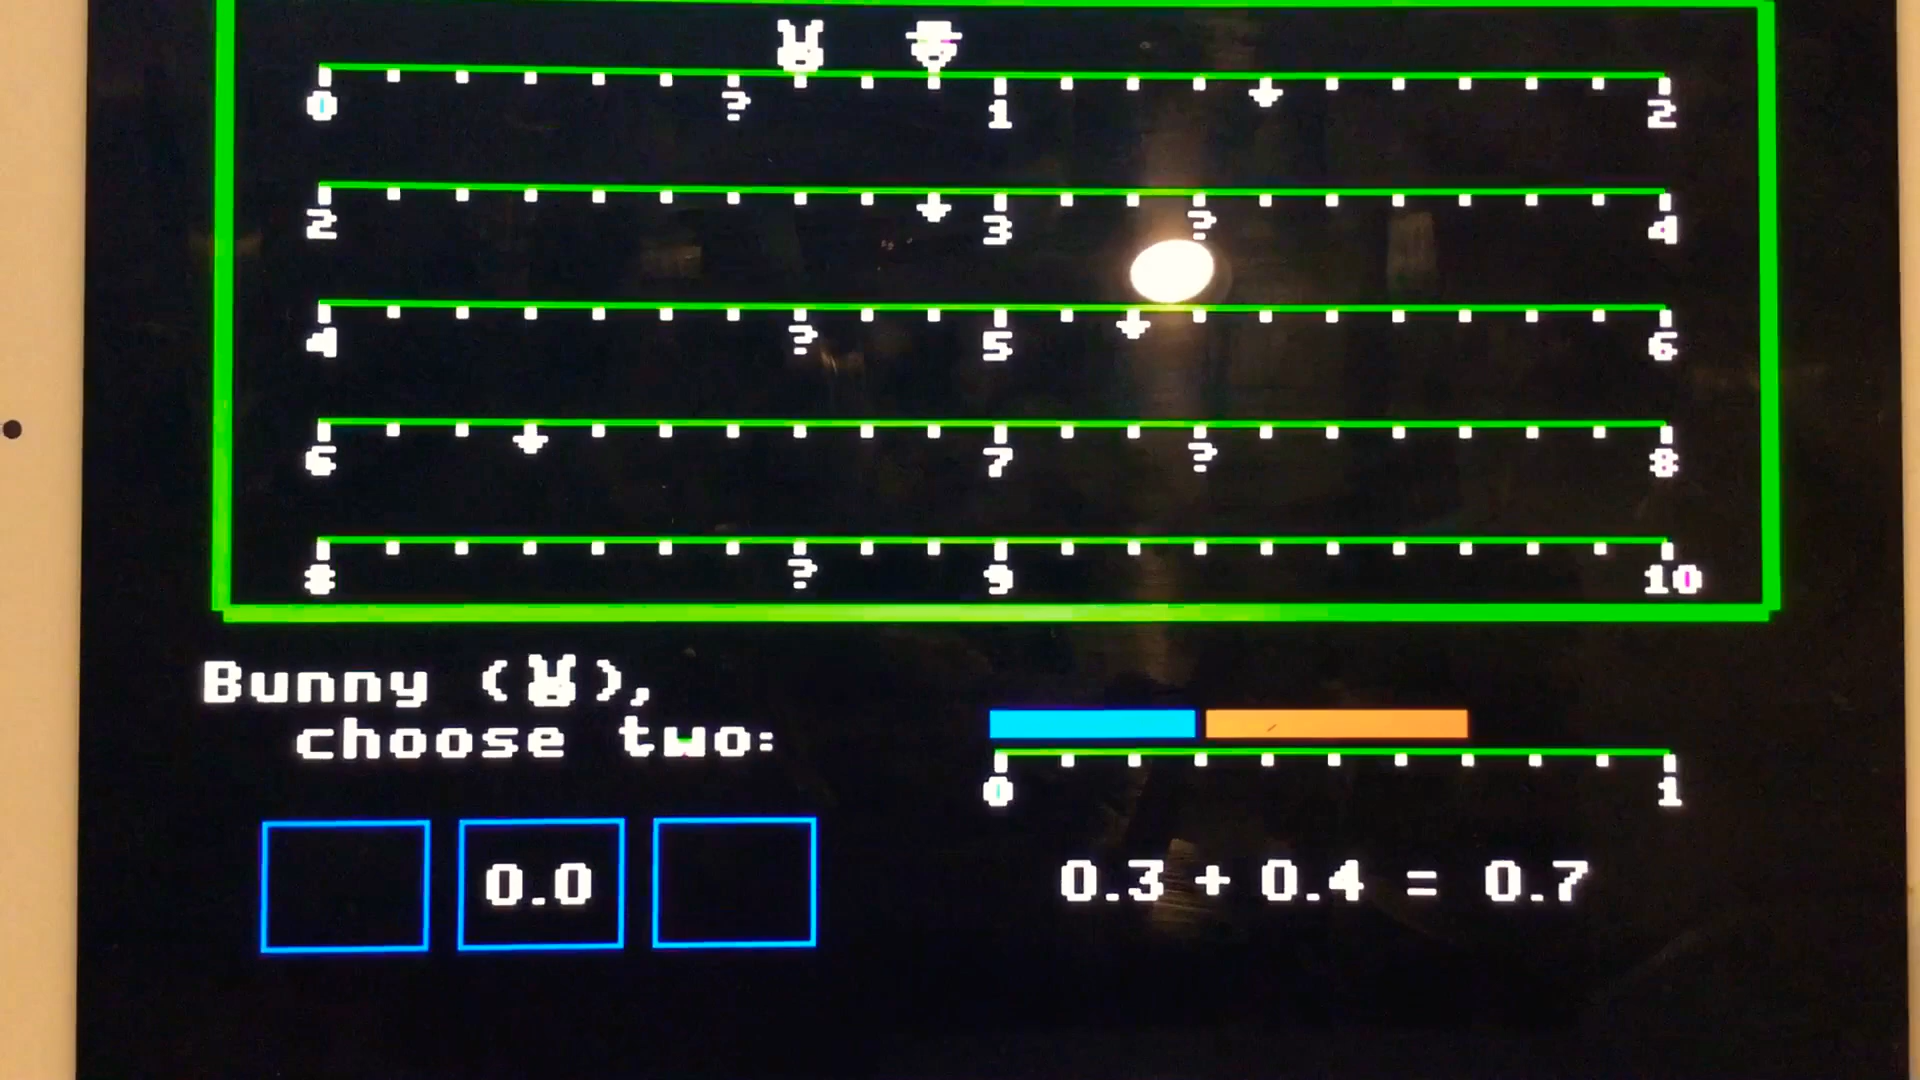 ?
0 1 2
?
2 3 4
?
4 5 6
?
6 7 8
?
8 9 10
Bunny ( ),
choose two:
0 1
0.0
0.3 + 0.4 = 0.7